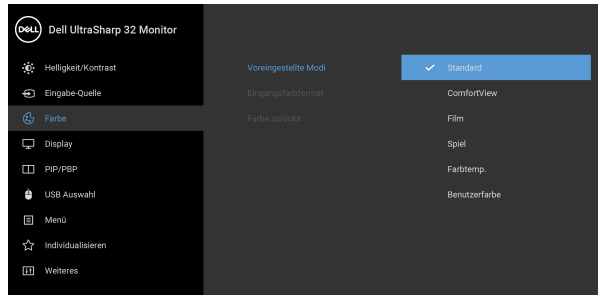 DELL Dell UltraSharp 32 Monitor
Helligkeit/Kontrast Voreingestellte Modi Standard
Eingabe-Quelle Eingangsfarbformat ComfortView
Farbe Farbe zurücks. Film
Display Spiel
PIP/PBP Farbtemp.
USB Auswahl Benutzerfarbe
Menü
Individualisieren
Weiteres